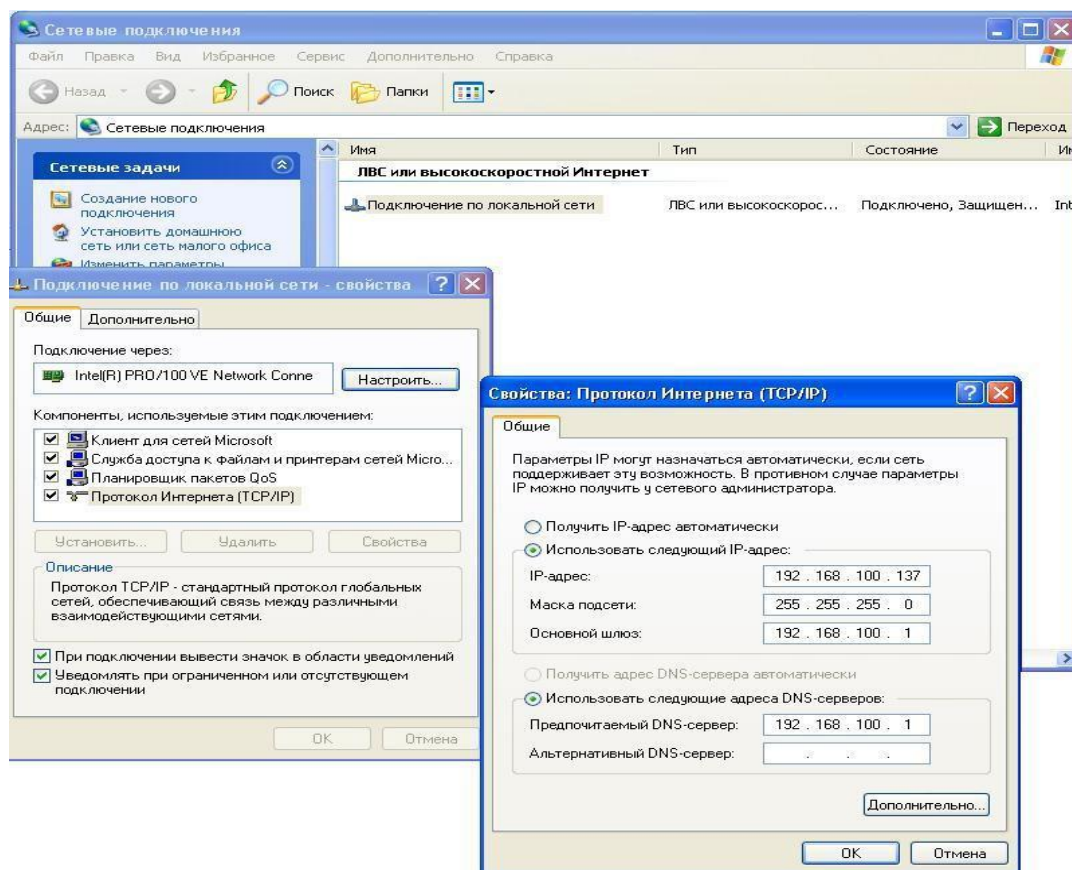 Сетевые подключения
Файл Правка Вид Избранное Сервис Дополнительно Справка
Назад Поиск Папки
Адрес: Сетевые подключения Переход
Сетевые задачи
Создание нового
подключения
Установить домашнюю
сеть или сеть малого офиса
Изменить параметры
Имя Тип Состояние
ЛВС или высокоскоростной Интернет
Подключение по локальной сети ЛВС или высокоскорос... Подключено, Защищен... Int
Подключение по локальной сети - свойства
Общие Дополнительно
Подключение через:
Intel(R) PRO/100 VE Network Conne Настроить...
Компоненты, используемые этим подключением:
Клиент для сетей Microsoft
Служба доступа к файлам и принтерам сетей Micro...
Планировщик пакетов QoS
Протокол Интернета (TCP/IP)
Установить... Удалить Свойства
Описание
Протокол TCP/IP - стандартный протокол глобальных
сетей, обеспечивающий связь между различными
взаимодействующими сетями.
При подключении вывести значок в области уведомлений
Уведомлять при ограниченном или отсутствующем
подключении
OK Отмена
Свойства: Протокол Интернета (TCP/IP)
Общие
Параметры IP могут назначаться автоматически, если сеть
поддерживает эту возможность. В противном случае параметры
IP можно получить у сетевого администратора.
Получить IP-адрес автоматически
Использовать следующий IP-адрес:
IP-адрес: 192 . 168 . 100 . 137
Маска подсети: 255 . 255 . 255 . 0
Основной шлюз: 192 . 168 . 100 . 1
Получить адрес DNS-сервера автоматически
Использовать следующие адреса DNS-серверов:
Предпочитаемый DNS-сервер: 192 . 168 . 100 . 1
Альтернативный DNS-сервер: . . .
Дополнительно...
OK Отмена